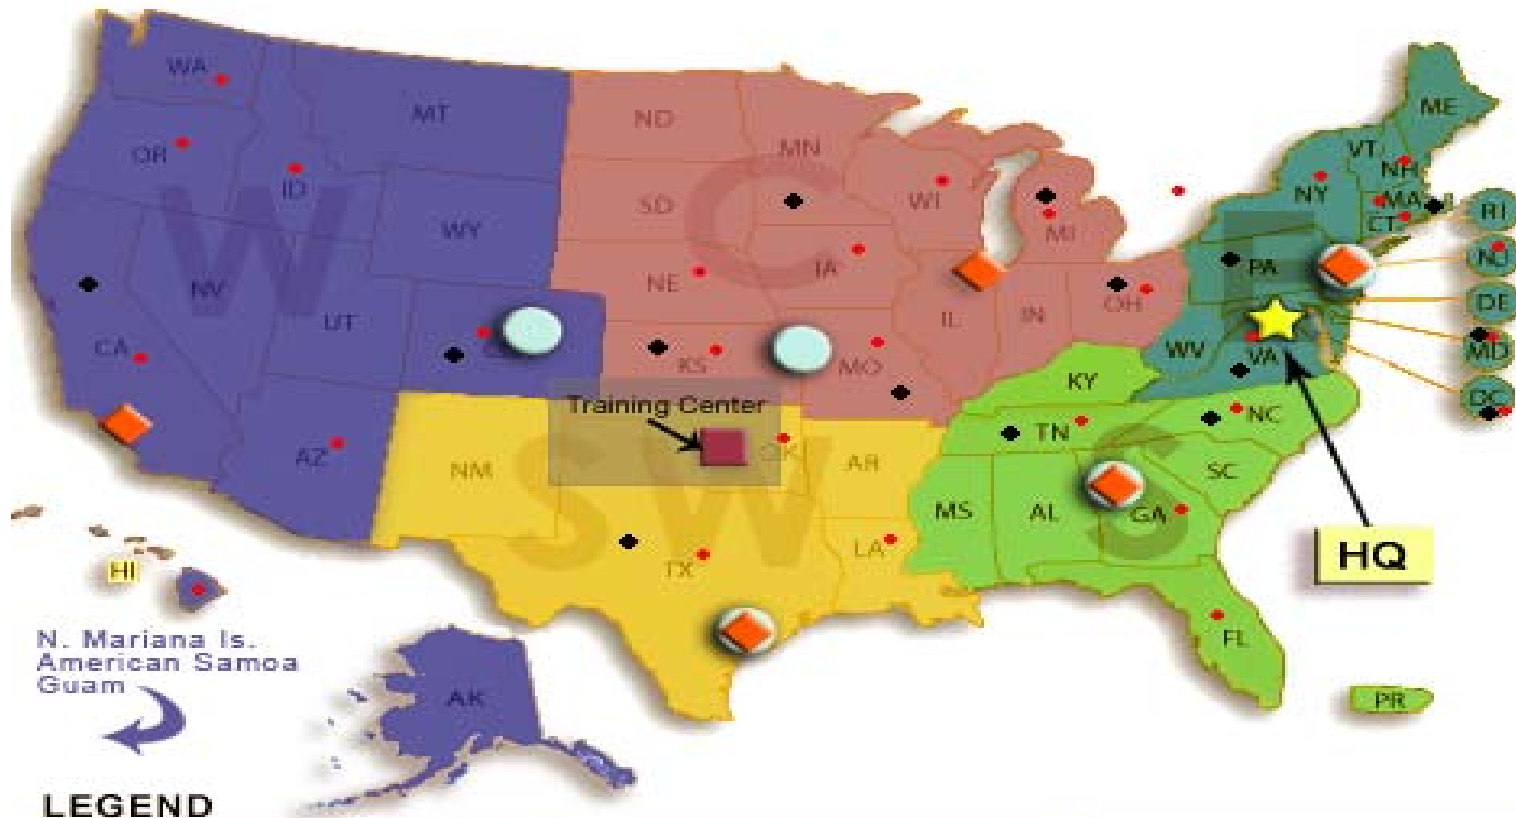 WA
MT
ND
ME
OR
MN
VT
NH
ID
WI
NY
MA
RI
SD
CT
WY
MI
W
C
E
PA
NJ
NV
NE
IA
OH
DE
UT
IL
IN
CA
KS
MO
WV
VA
MD
KY
DC
Training Center
NC
TN
AZ
NM
OK
AR
SC
SW
S
MS
AL
GA
LA
TX
HQ
HI
N. Mariana Is.
American Samoa
Guam
FL
AK
PR
LEGEND